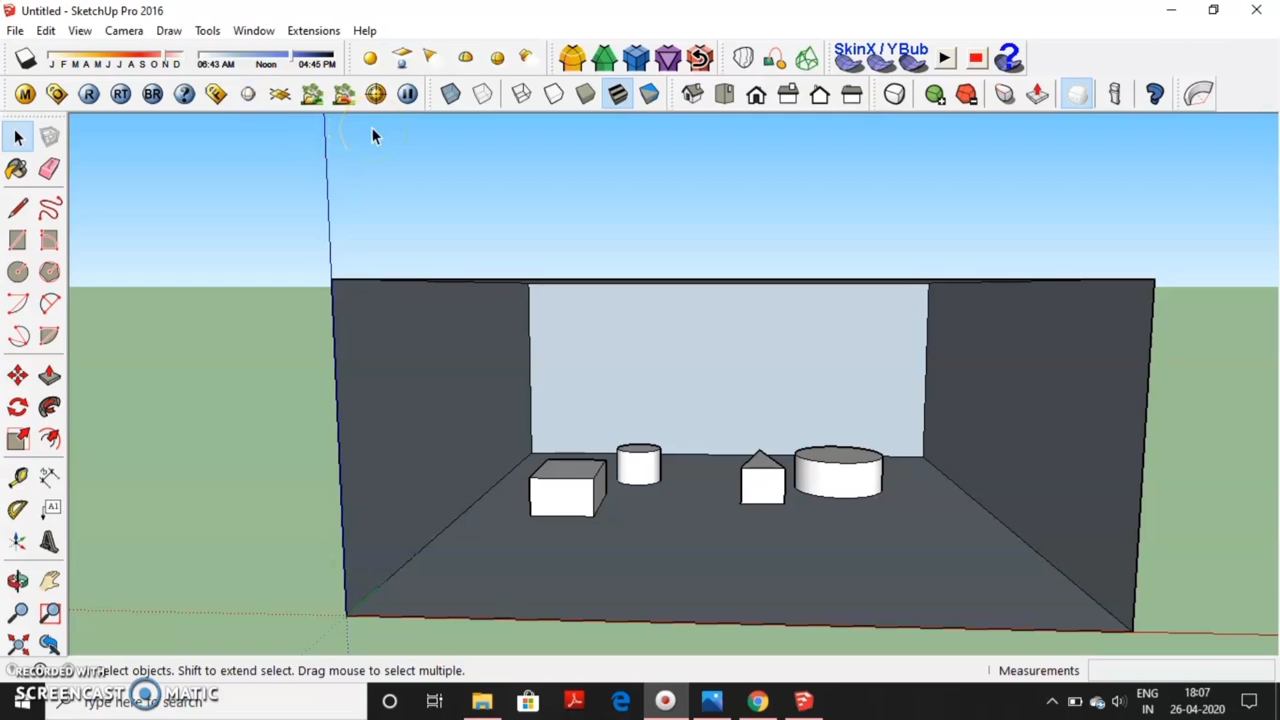 Untitled - SketchUp Pro 2016
File Edit View Camera Draw Tools Window Extensions Help
J F M A M J J A S O N D
06:43 AM Noon 04:45 PM
SkinX / YBub
M R RT BR
A1
Select objects. Shift to extend select. Drag mouse to select multiple.
Measurements
RECORDED WITH
SCREENCAST MATIC
Type here to search
ENG
IN
18:07
26-04-2020